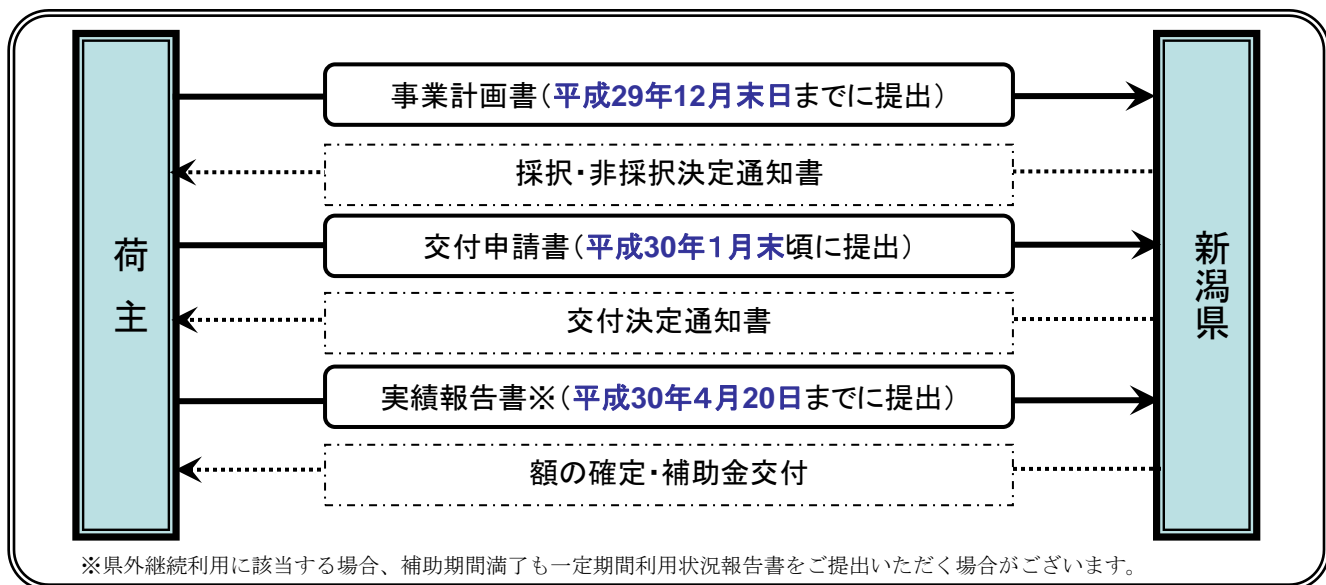 事業計画書（平成29年12月末日までに提出）
採択・非採択決定通知書
荷主
交付申請書（平成30年１月末頃に提出）
新潟県
交付決定通知書
実績報告書※（平成30年４月20日までに提出）
額の確定・補助金交付
※県外継続利用に該当する場合、補助期間満了も一定期間利用状況報告書をご提出いただく場合がございます。